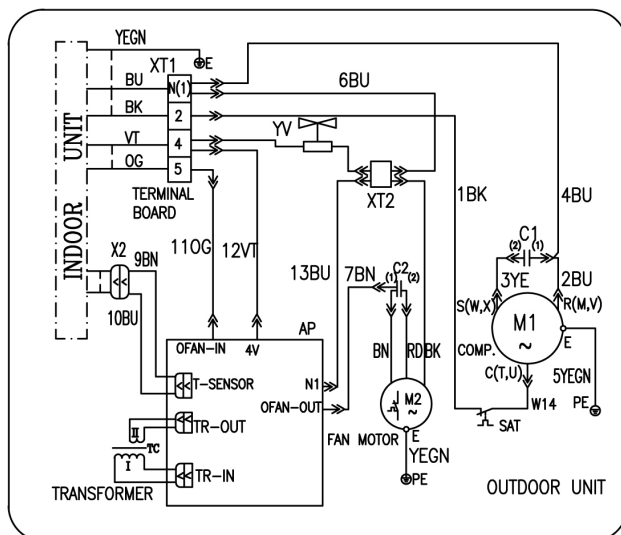 YEGN
XT1
E
BU
N(1)
6BU
BK
2
YV
VT
4
OG
5
UNIT
INDOOR
TERMINAL
BOARD
XT2
1BK
4BU
X2
9BN
11OG
12VT
13BU
7BN
C2
(1)
(2)
C1
(2)
(1)
3YE
2BU
10BU
S(W,X)
R(M,V)
M1
~
E
COMP.
C(T,U)
5YEGN
AP
OFAN-IN
4V
BN
RD
BK
T-SENSOR
N1
OFAN-OUT
M2
~
W14
PE
SAT
II
TC
TR-OUT
FAN MOTOR
E
YEGN
I
TR-IN
PE
TRANSFORMER
OUTDOOR UNIT